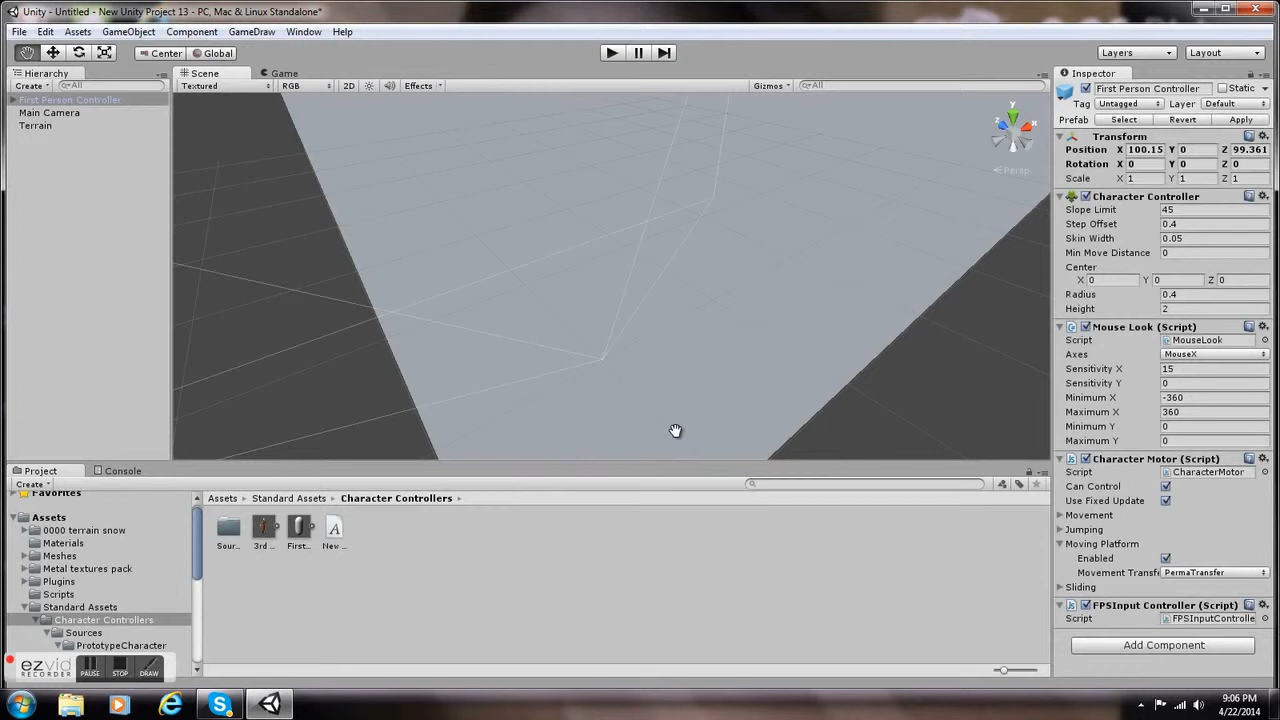 Unity - Untitled - New Unity Project 13 - PC, Mac & Linux Standalone*
File Edit Assets GameObject Component GameDraw Window Help
Center Global Layers Layout
Hierarchy
Create All
First Person Controller
Main Camera
Terrain
Scene Game
Textured RGB 2D Effects Gizmos All
y
x
z
Persp
Inspector
First Person Controller Static
Tag Untagged Layer Default
Prefab Select Revert Apply
Transform
Position X 100.15 Y 0 Z 99.361
Rotation X 0 Y 0 Z 0
Scale X 1 Y 1 Z 1
Character Controller
Slope Limit 45
Step Offset 0.4
Skin Width 0.05
Min Move Distance 0
Center
X 0 Y 0 Z 0
Radius 0.4
Height 2
Mouse Look (Script)
Script MouseLook
Axes MouseX
Sensitivity X 15
Sensitivity Y 0
Minimum X -360
Maximum X 360
Minimum Y 0
Maximum Y 0
Character Motor (Script)
Script CharacterMotor
Can Control
Use Fixed Update
Movement
Jumping
Moving Platform
Enabled
Movement Transfe PermaTransfer
Sliding
FPSInput Controller (Script)
Script FPSInputControlle
Add Component
Project Console
Create
Favorites
Assets
0000 terrain snow
Materials
Meshes
Metal textures pack
Plugins
Scripts
Standard Assets
Character Controllers
Sources
PrototypeCharacter
Assets Standard Assets Character Controllers
Sour... 3rd ... First... New ...
ezvid
RECORDER
PAUSE STOP DRAW
9:06 PM
4/22/2014